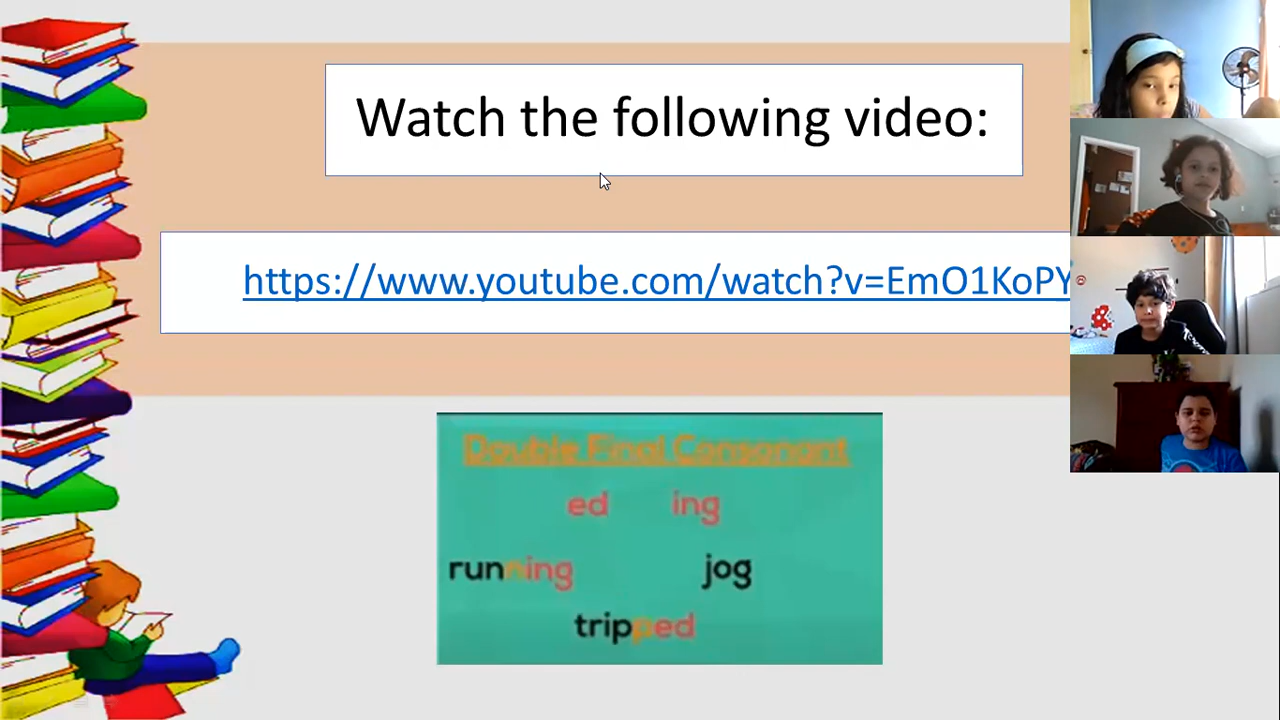 Watch the following video:
https://www.youtube.com/watch?v=EmO1KoPY
Double Final Consonant
ed ing
running jog
tripped